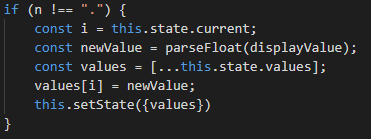 if (n !== ".") {
    const i = this.state.current;
    const newValue = parseFloat(displayValue);
    const values = [...this.state.values];
    values[i] = newValue;
    this.setState({values})
}